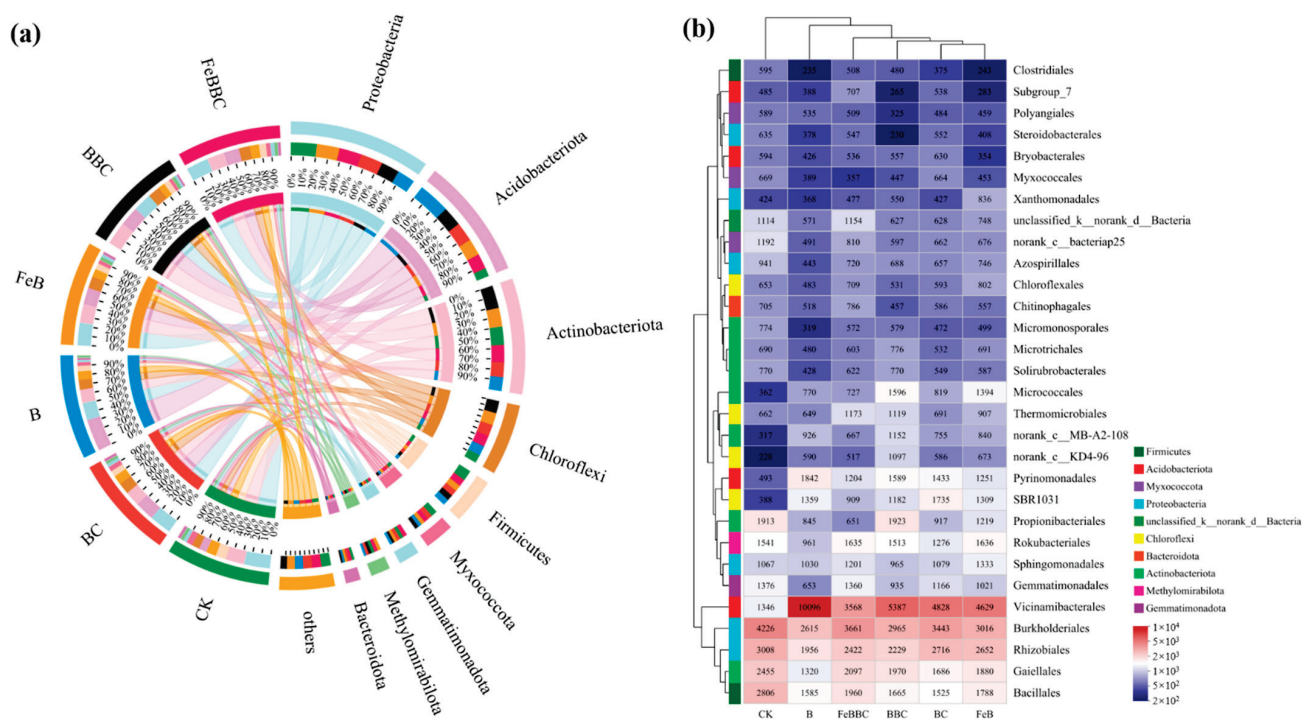 (a)
FeBBC
Proteobacteria
BBC
Acidobacteriota
FeB
Actinobacteriota
B
Chloroflexi
BC
Firmicutes
CK
Myxococcota
others
Gemmatimonadota
Bacteroidota
Methylomirabilota
0% 10% 20% 30% 40% 50% 60% 70% 80% 90%
(b)
595 235 508 480 375 243 Clostridiales
485 388 707 265 538 283 Subgroup_7
589 535 509 325 484 459 Polyangiales
635 378 547 230 552 408 Steroidobacterales
594 426 536 557 630 354 Bryobacterales
669 389 357 447 664 453 Myxococcales
424 368 477 550 427 836 Xanthomonadales
1114 571 1154 627 628 748 unclassified_k__norank_d__Bacteria
1192 491 810 597 662 676 norank_c__bacteriap25
941 443 720 688 657 746 Azospirillales
653 483 709 531 593 802 Chloroflexales
705 518 786 457 586 557 Chitinophagales
774 319 572 579 472 499 Micromonosporales
690 480 603 776 532 691 Microtrichales
770 428 622 770 549 587 Solirubrobacterales
362 770 727 1596 819 1394 Micrococcales
662 649 1173 1119 691 907 Thermomicrobiales
317 926 667 1152 755 840 norank_c__MB-A2-108
228 590 517 1097 586 673 norank_c__KD4-96
493 1842 1204 1589 1433 1251 Pyrinomonadales
388 1359 909 1182 1735 1309 SBR1031
1913 845 651 1923 917 1219 Propionibacteriales
1541 961 1635 1513 1276 1636 Rokubacteriales
1067 1030 1201 965 1079 1333 Sphingomonadales
1376 653 1360 935 1166 1021 Gemmatimonadales
1346 10096 3568 5387 4828 4629 Vicinamibacterales
4226 2615 3661 2965 3443 3016 Burkholderiales
3008 1956 2422 2229 2716 2652 Rhizobiales
2455 1320 2097 1970 1686 1880 Gaiellales
2806 1585 1960 1665 1525 1788 Bacillales
CK B FeBBC BBC BC FeB
Firmicutes
Acidobacteriota
Myxococcota
Proteobacteria
unclassified_k__norank_d__Bacteria
Chloroflexi
Bacteroidota
Actinobacteriota
Methylomirabilota
Gemmatimonadota
1×10⁴
5×10³
2×10³
1×10³
5×10²
2×10²